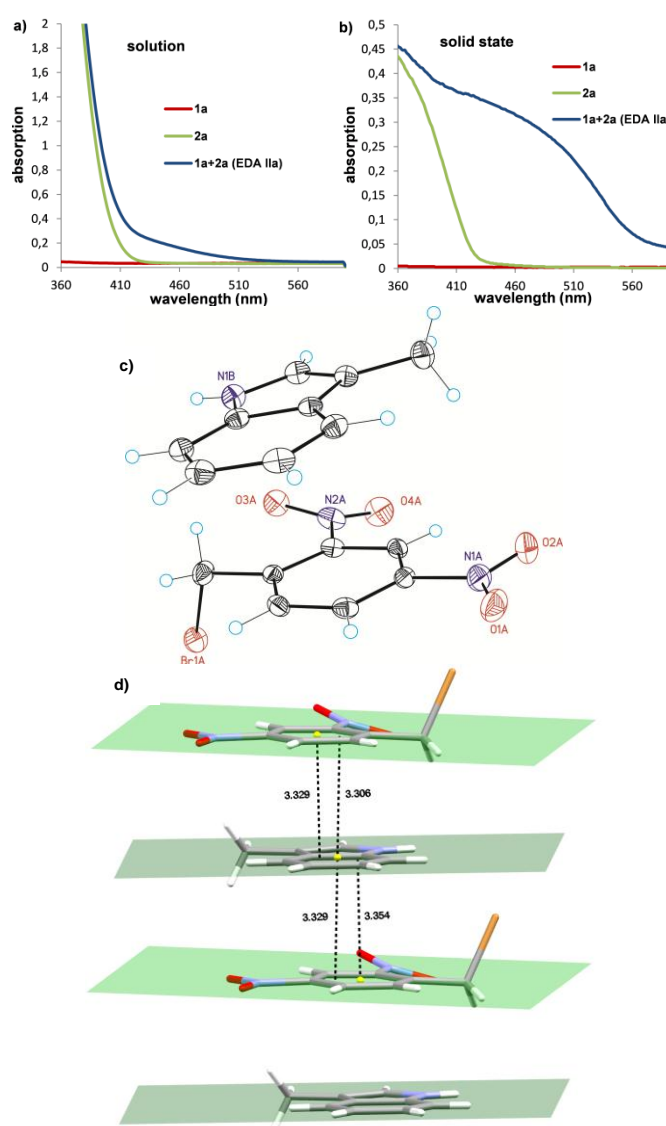 a)
solution
2
1,8
1,6
1,4
1,2
1
0,8
0,6
0,4
0,2
0
absorption
1a
2a
1a+2a (EDA IIa)
360 410 460 510 560
wavelength (nm)
b)
solid state
0,5
0,45
0,4
0,35
0,3
0,25
0,2
0,15
0,1
0,05
0
absorption
1a
2a
1a+2a (EDA IIa
360 410 460 510 560
wavelength (nm)
c)
N1B
O3A N2A O4A
O2A
N1A
O1A
Br1A
d)
3.329 3.306
3.329 3.354